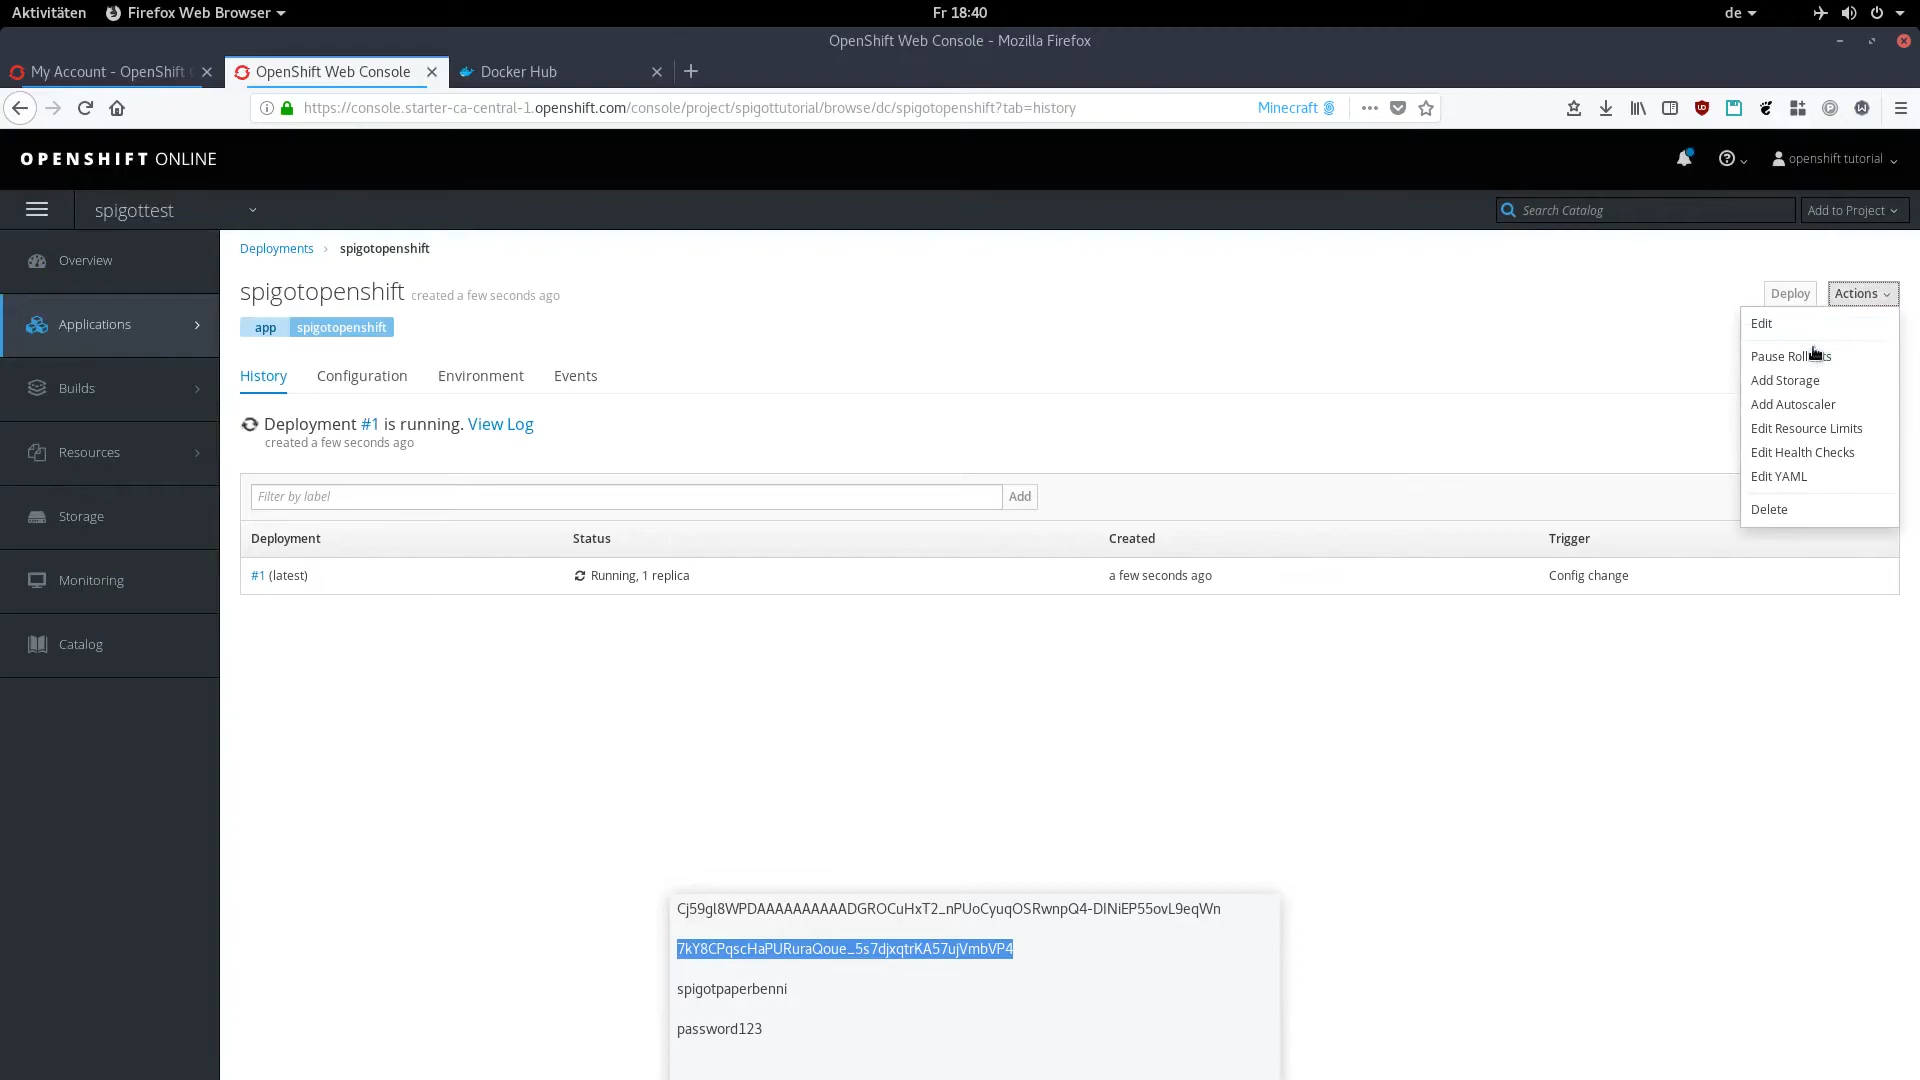 Aktivitäten Firefox Web Browser Fr 18:40 de
OpenShift Web Console - Mozilla Firefox
My Account - OpenShift OpenShift Web Console Docker Hub
https://console.starter-ca-central-1.openshift.com/console/project/spigottutorial/browse/dc/spigotopenshift?tab=history Minecraft
OPENSHIFT ONLINE openshift tutorial
spigottest Search Catalog Add to Project
Overview
Applications
Builds
Resources
Storage
Monitoring
Catalog
Deployments › spigotopenshift
spigotopenshift created a few seconds ago
app spigotopenshift
Deploy Actions
Edit
Pause Rollouts
Add Storage
Add Autoscaler
Edit Resource Limits
Edit Health Checks
Edit YAML
Delete
History Configuration Environment Events
Deployment #1 is running. View Log
created a few seconds ago
Filter by label Add
Deployment Status Created Trigger
#1 (latest) Running, 1 replica a few seconds ago Config change
Cj59gl8WPDAAAAAAAAAADGROCuHxT2_nPUoCyuqOSRwnpQ4-DINiEP55ovL9eqWn
7kY8CPqscHaPURuraQoue_5s7djxqtrKA57ujVmbVP4
spigotpaperbenni
password123